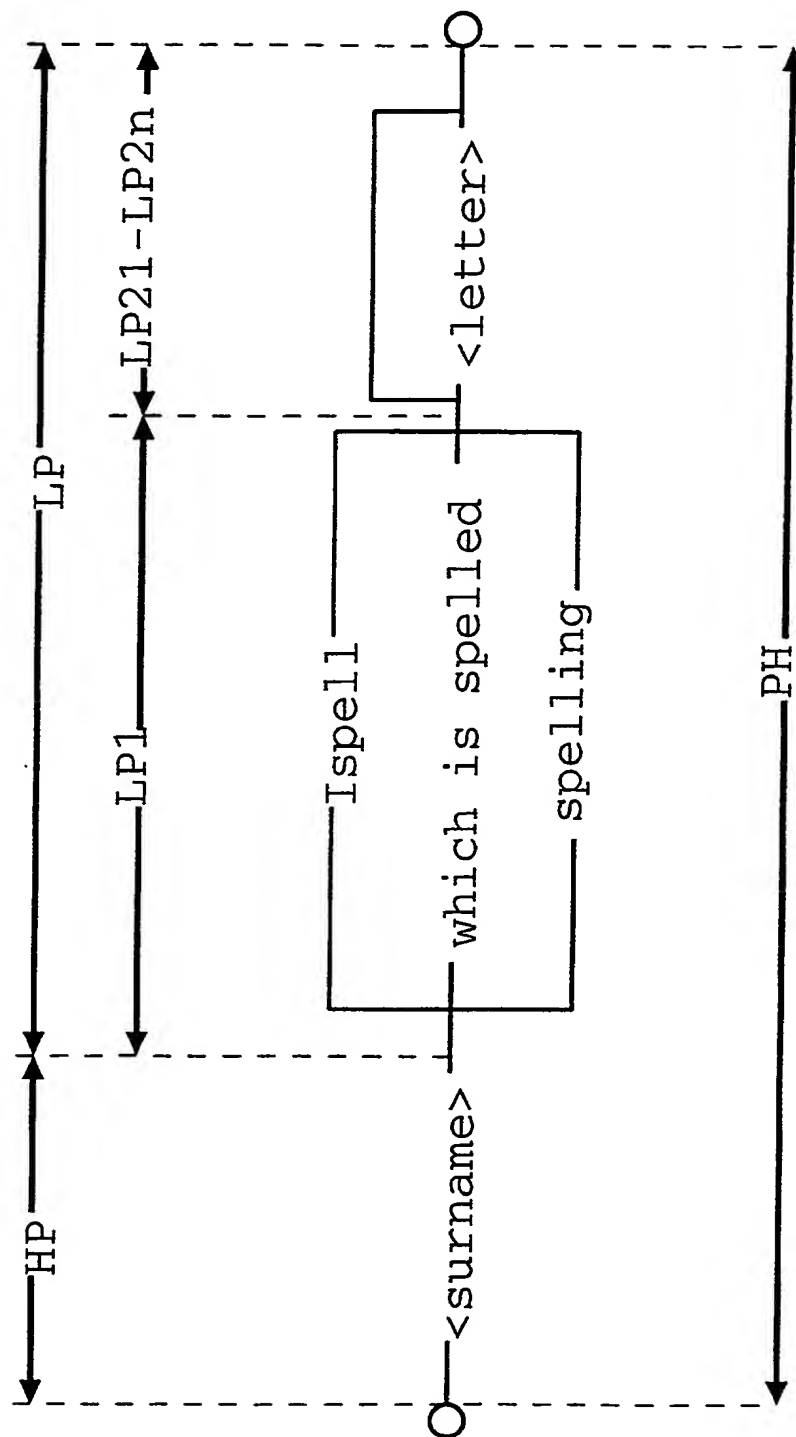 HP
LP
LP1
LP21-LP2n
<surname>
Ispell
which is spelled
spelling
<letter>
PH